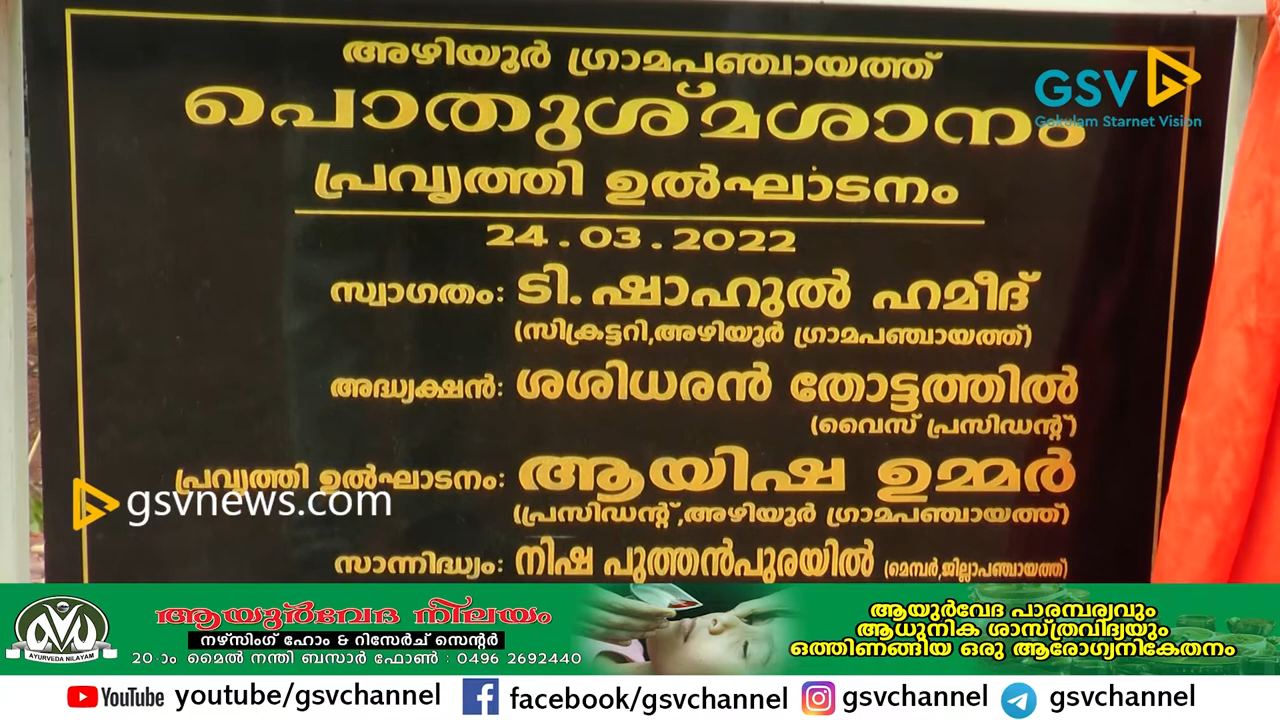 അഴിയൂർ ഗ്രാമപഞ്ചായത്ത്
പൊതുശ്മശാനം
പ്രവൃത്തി ഉൽഘാടനം
24.03.2022
സ്വാഗതം: ടി.ഷാഹുൽ ഹമീദ്
(സിക്രട്ടറി,അഴിയൂർ ഗ്രാമപഞ്ചായത്ത്)
അദ്ധ്യക്ഷൻ: ശശിധരൻ തോട്ടത്തിൽ
(വൈസ് പ്രസിഡന്റ്)
പ്രവൃത്തി ഉൽഘാടനം: ആയിഷ ഉമ്മർ
(പ്രസിഡന്റ്,അഴിയൂർ ഗ്രാമപഞ്ചായത്ത്)
സാന്നിദ്ധ്യം: നിഷ പുത്തൻപുരയിൽ (മെമ്പർ,ജില്ലാപഞ്ചായത്ത്)
GSV
Gokulam Starnet Vision
gsvnews.com
AYURVEDA NILAYAM
ആയുർവേദ നിലയം
നഴ്സിംഗ് ഹോം & റിസേർച് സെന്റർ
20-ാം മൈൽ നന്തി ബസാർ ഫോൺ : 0496 2692440
ആയുർവേദ പാരമ്പര്യവും
ആധുനിക ശാസ്ത്രവിദ്യയും
ഒത്തിണങ്ങിയ ഒരു ആരോഗ്യനികേതനം
YouTube youtube/gsvchannel facebook/gsvchannel gsvchannel gsvchannel